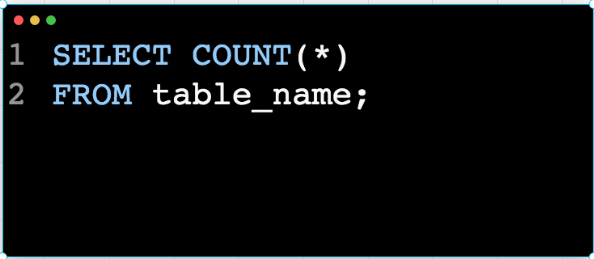 1 SELECT COUNT(*)
2 FROM table_name;